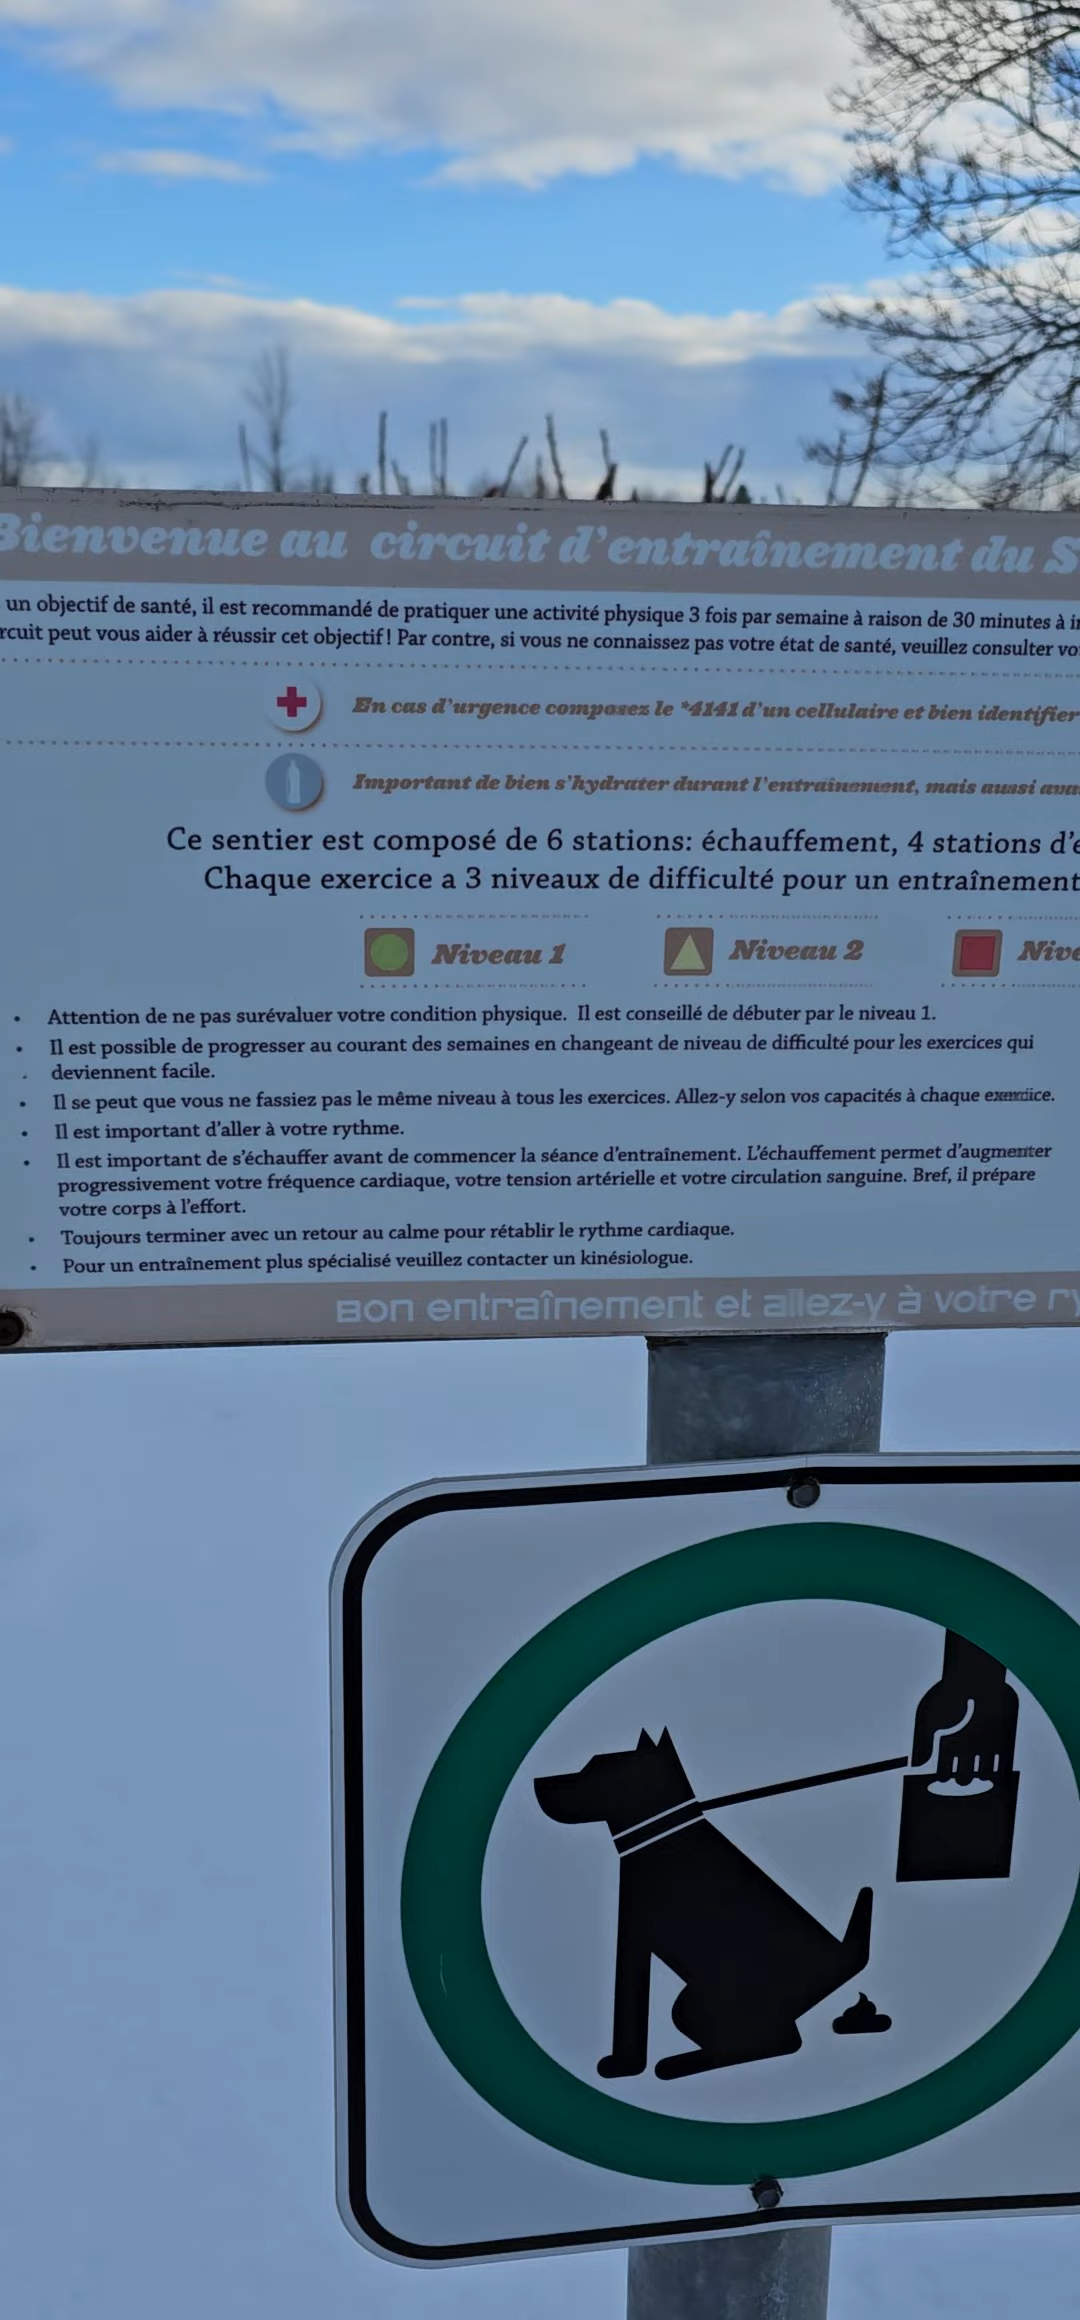 Bienvenue au circuit d'entraînement du S
un objectif de santé, il est recommandé de pratiquer une activité physique 3 fois par semaine à raison de 30 minutes à
rcuit peut vous aider à réussir cet objectif! Par contre, si vous ne connaissez pas votre état de santé, veuillez consulter
En cas d'urgence composez le *4141 d'un cellulaire et bien identifier
Important de bien s'hydrater durant l'entraînement, mais aussi
Ce sentier est composé de 6 stations: échauffement, 4 stations
Chaque exercice a 3 niveaux de difficulté pour un entraînement
Niveau 1
Niveau 2
Nive
• Attention de ne pas surévaluer votre condition physique. Il est conseillé de débuter par le niveau 1.
• Il est possible de progresser au courant des semaines en changeant de niveau de difficulté pour les exercices qui
deviennent facile.
• Il se peut que vous ne fassiez pas le même niveau à tous les exercices. Allez-y selon vos capacités à chaque exercice.
• Il est important d'aller à votre rythme.
• Il est important de s'échauffer avant de commencer la séance d'entraînement. L'échauffement permet d'augmenter
progressivement votre fréquence cardiaque, votre tension artérielle et votre circulation sanguine. Bref, il prépare
votre corps à l'effort.
• Toujours terminer avec un retour au calme pour rétablir le rythme cardiaque.
• Pour un entraînement plus spécialisé veuillez contacter un kinésiologue.
Bon entraînement et allez-y à votre ry